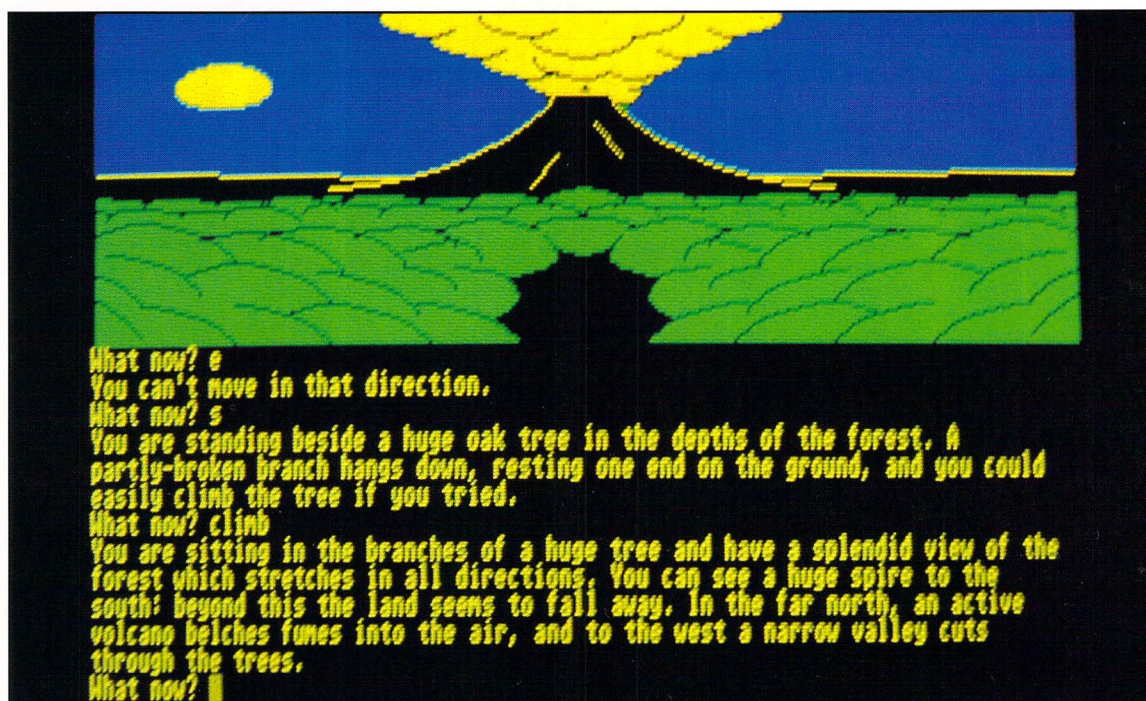 What now? e
You can't move in that direction.
What now? s
You are standing beside a huge oak tree in the depths of the forest. A
partly-broken branch hangs down, resting one end on the ground, and you could
easily climb the tree if you tried.
What now? climb
You are sitting in the branches of a huge tree and have a splendid view of the
forest which stretches in all directions. You can see a huge spire to the
south: beyond this the land seems to fall away. In the far north, an active
volcano belches fumes into the air, and to the west a narrow valley cuts
through the trees.
What now?